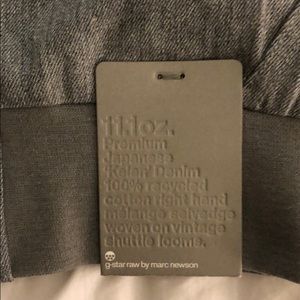 11.1oz.
Premium
Japanese
'Kelen' Denim
100% recycled
cotton right hand
mélange selvedge
woven on vintage
shuttle looms.
g-star raw by marc newson